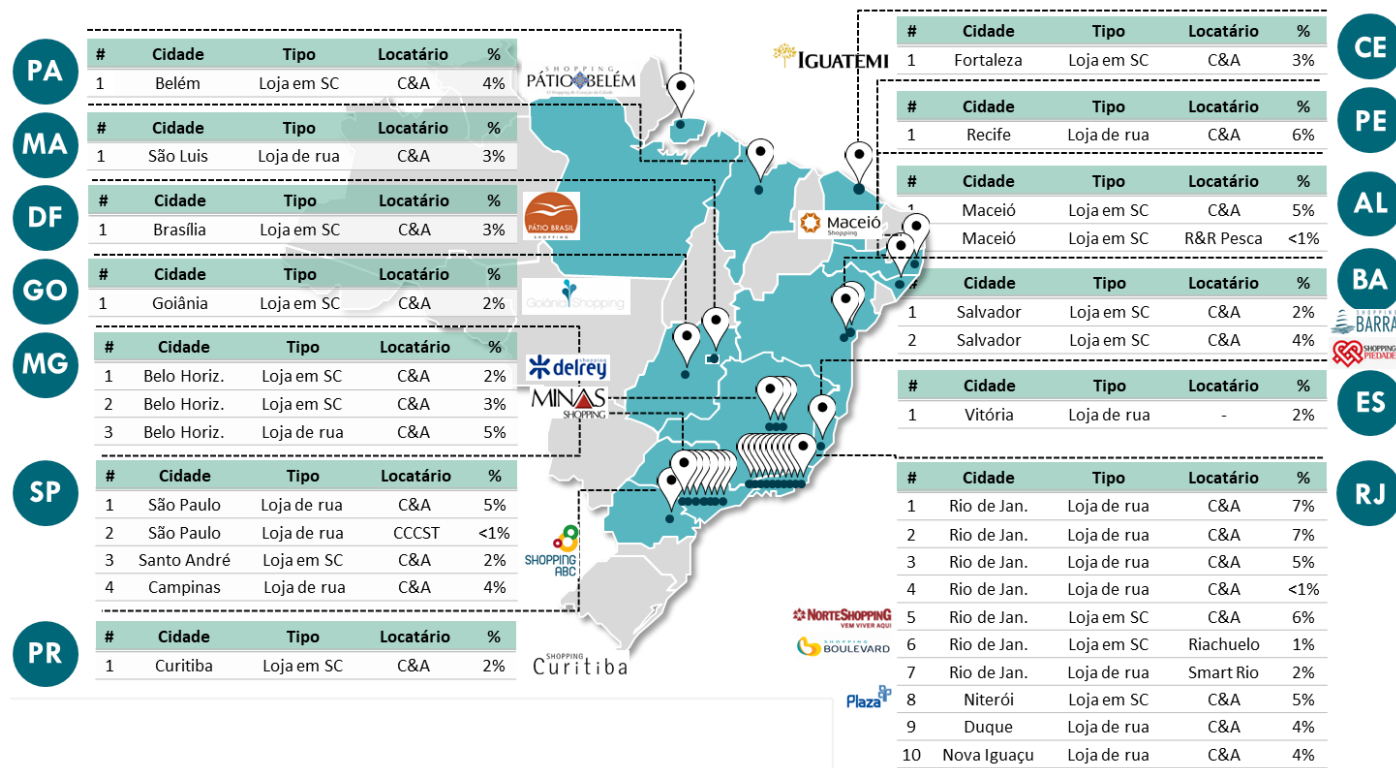 PA
# Cidade Tipo Locatário %
1 Belém Loja em SC C&A 4%
SHOPPING
PÁTIO BELÉM
MA
# Cidade Tipo Locatário %
1 São Luis Loja de rua C&A 3%
DF
# Cidade Tipo Locatário %
1 Brasília Loja em SC C&A 3%
PÁTIO BRASIL
SHOPPING
GO
# Cidade Tipo Locatário %
1 Goiânia Loja em SC C&A 2%
Goiânia Shopping
MG
# Cidade Tipo Locatário %
1 Belo Horiz. Loja em SC C&A 2%
2 Belo Horiz. Loja em SC C&A 3%
3 Belo Horiz. Loja de rua C&A 5%
shopping
delrey
MINAS
SHOPPING
SP
# Cidade Tipo Locatário %
1 São Paulo Loja de rua C&A 5%
2 São Paulo Loja de rua CCCST <1%
3 Santo André Loja em SC C&A 2%
4 Campinas Loja de rua C&A 4%
SHOPPING
ABC
PR
# Cidade Tipo Locatário %
1 Curitiba Loja em SC C&A 2%
SHOPPING
Curitiba
IGUATEMI
CE
# Cidade Tipo Locatário %
1 Fortaleza Loja em SC C&A 3%
PE
# Cidade Tipo Locatário %
1 Recife Loja de rua C&A 6%
AL
# Cidade Tipo Locatário %
1 Maceió Loja em SC C&A 5%
Maceió Loja em SC R&R Pesca <1%
Maceió
Shopping
BA
# Cidade Tipo Locatário %
1 Salvador Loja em SC C&A 2%
2 Salvador Loja em SC C&A 4%
SHOPPING
BARRA
SHOPPING
PIEDADE
ES
# Cidade Tipo Locatário %
1 Vitória Loja de rua - 2%
RJ
# Cidade Tipo Locatário %
1 Rio de Jan. Loja de rua C&A 7%
2 Rio de Jan. Loja de rua C&A 7%
3 Rio de Jan. Loja de rua C&A 5%
4 Rio de Jan. Loja de rua C&A <1%
5 Rio de Jan. Loja em SC C&A 6%
6 Rio de Jan. Loja em SC Riachuelo 1%
7 Rio de Jan. Loja de rua Smart Rio 2%
8 Niterói Loja em SC C&A 5%
9 Duque Loja de rua C&A 4%
10 Nova Iguaçu Loja de rua C&A 4%
NORTESHOPPING
VEM VIVER AQUI
SHOPPING
BOULEVARD
Plaza